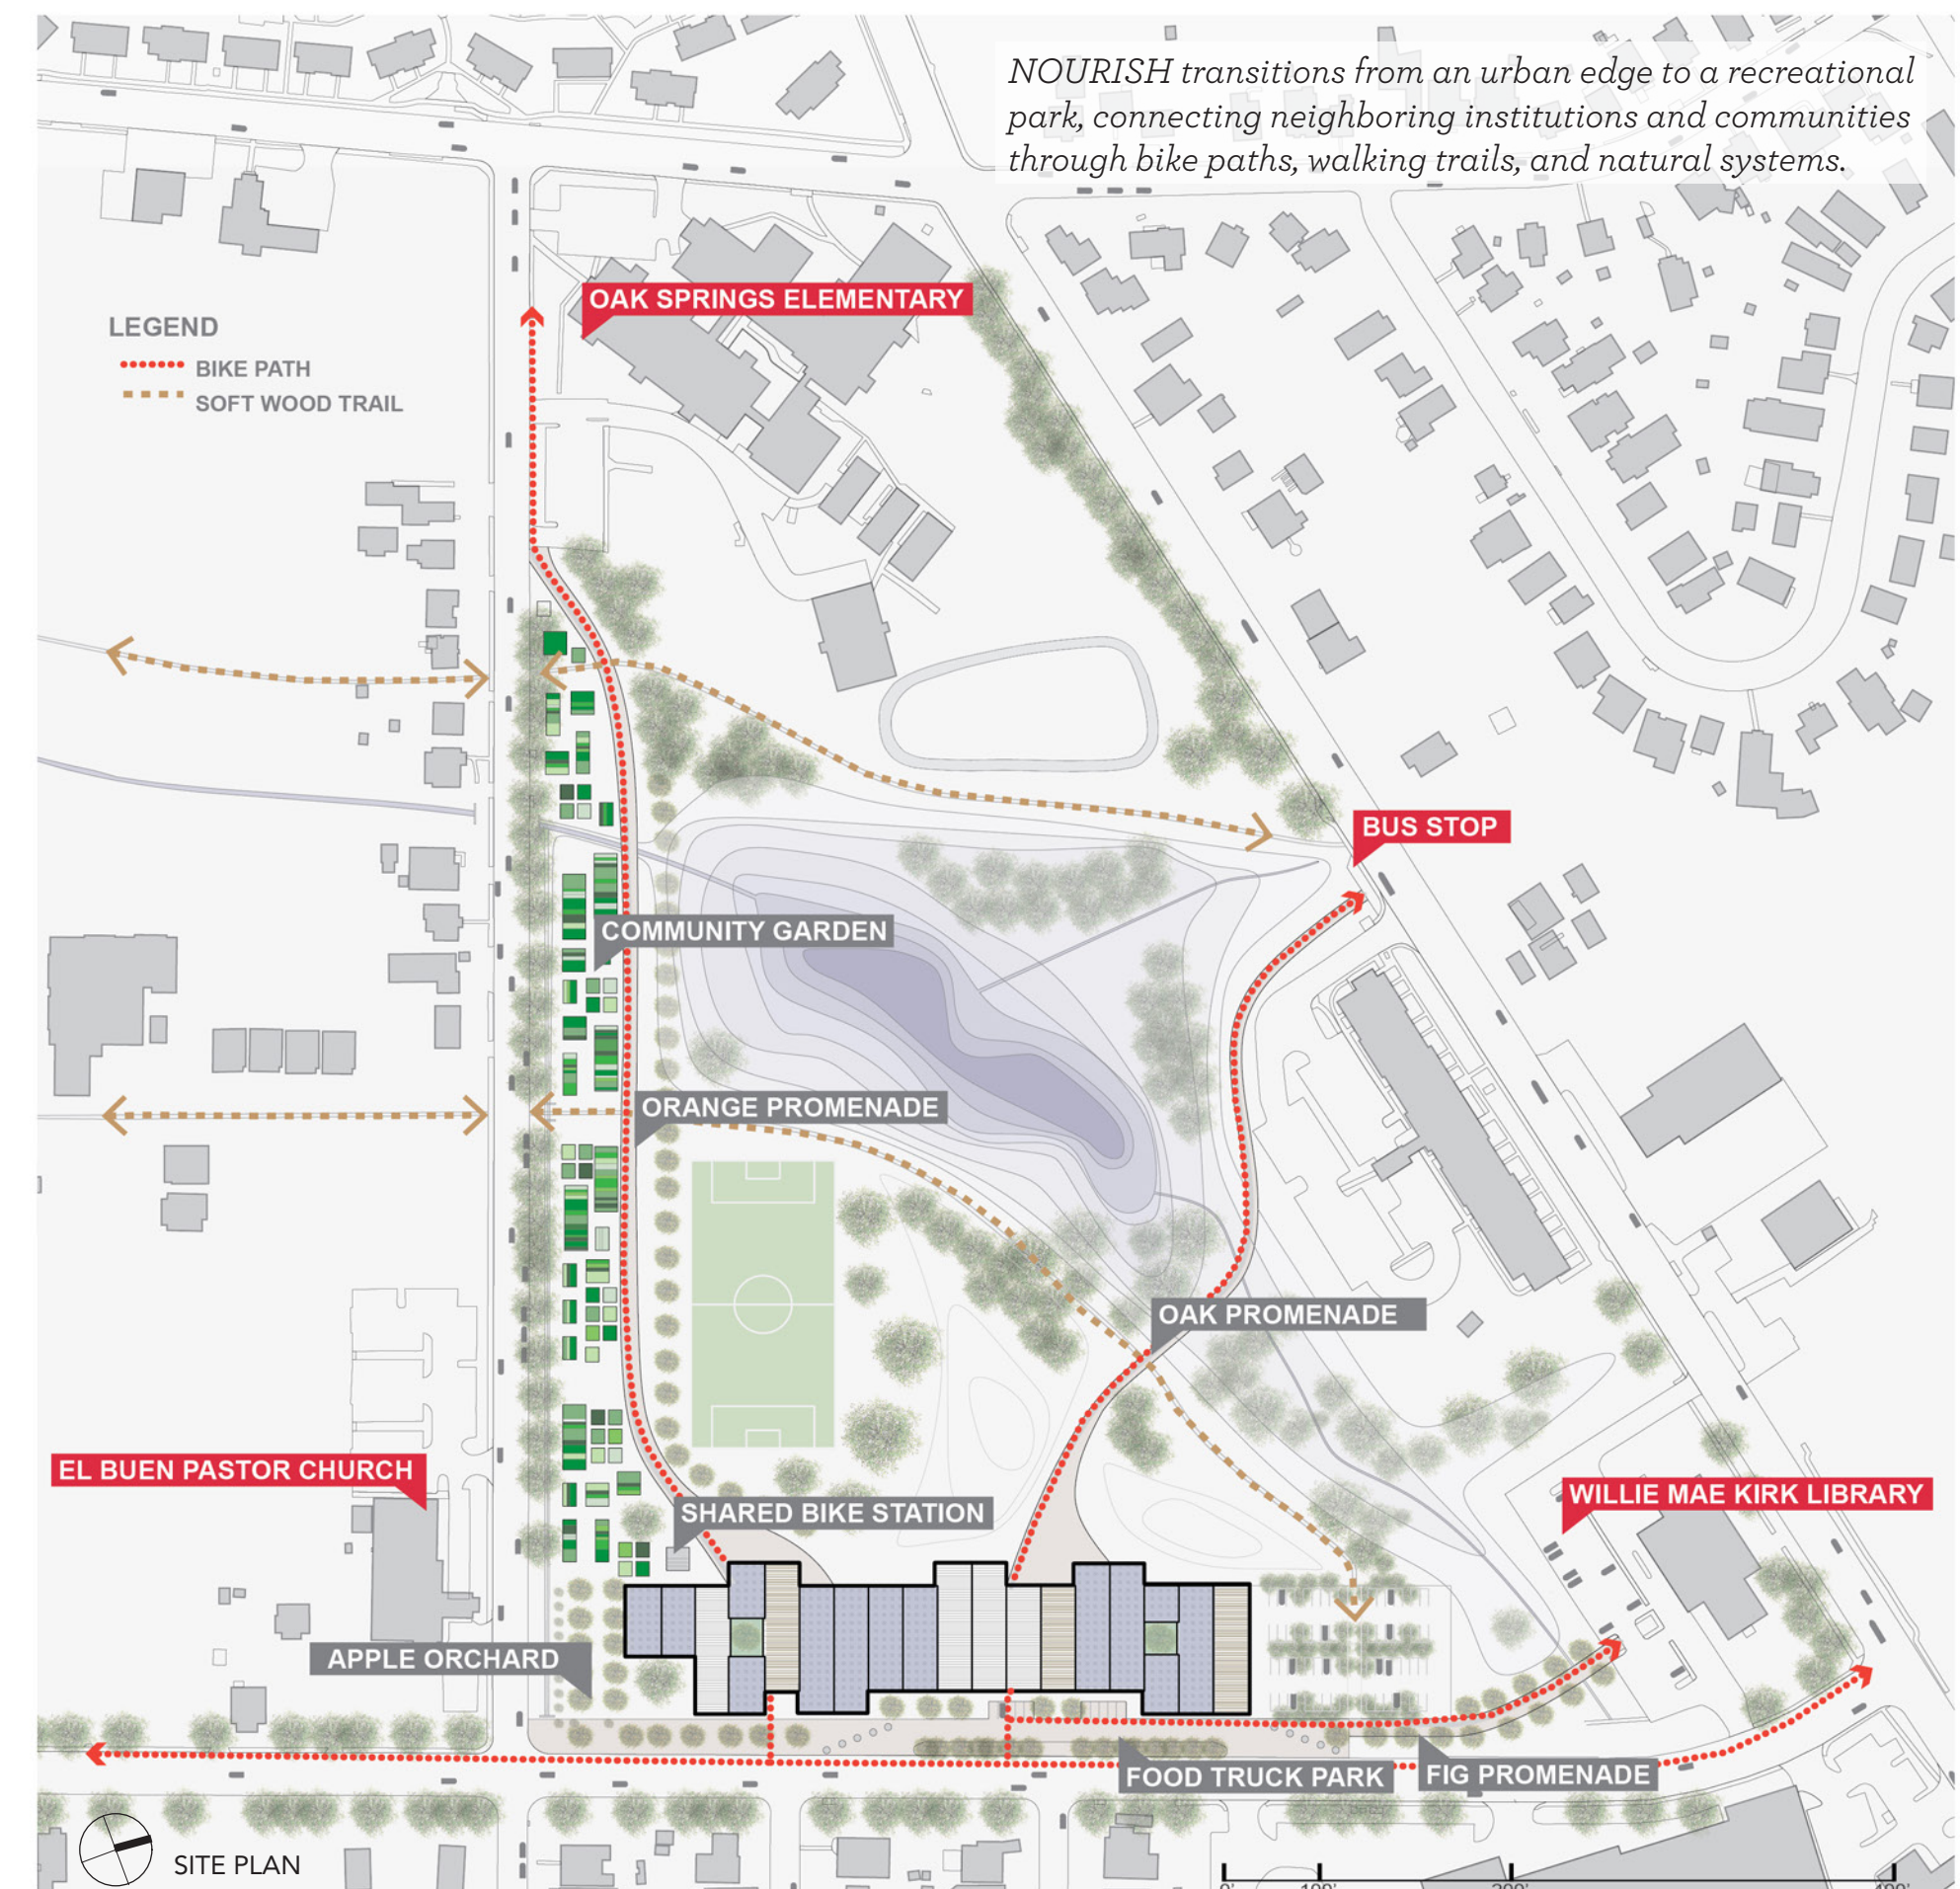 NOURISH transitions from an urban edge to a recreational
park, connecting neighboring institutions and communities
through bike paths, walking trails, and natural systems.
OAK SPRINGS ELEMENTARY
LEGEND
BIKE PATH
SOFT WOOD TRAIL
BUS STOP
COMMUNITY GARDEN
ORANGE PROMENADE
OAK PROMENADE
EL BUEN PASTOR CHURCH
WILLIE MAE KIRK LIBRARY
SHARED BIKE STATION
APPLE ORCHARD
FOOD TRUCK PARK
FIG PROMENADE
SITE PLAN